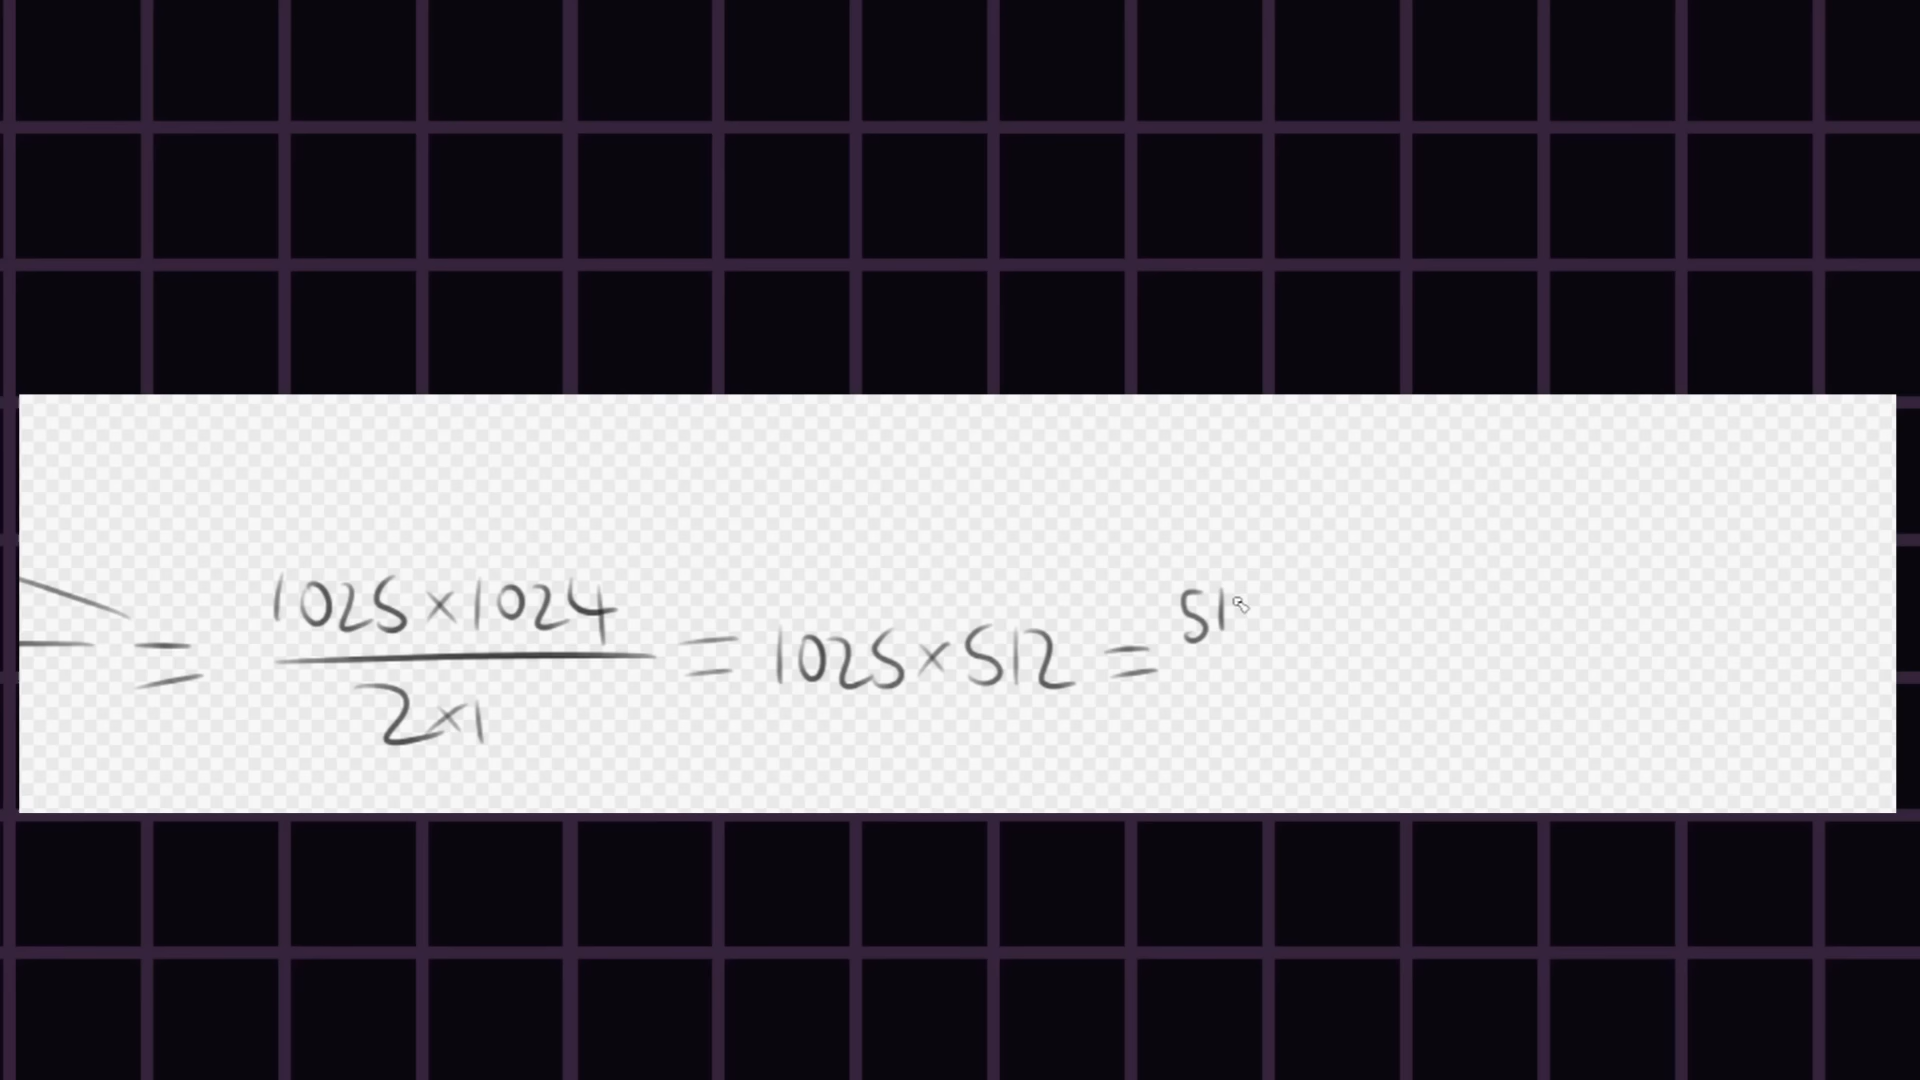 = 1025×1024 / 2×1 = 1025×512 = 51